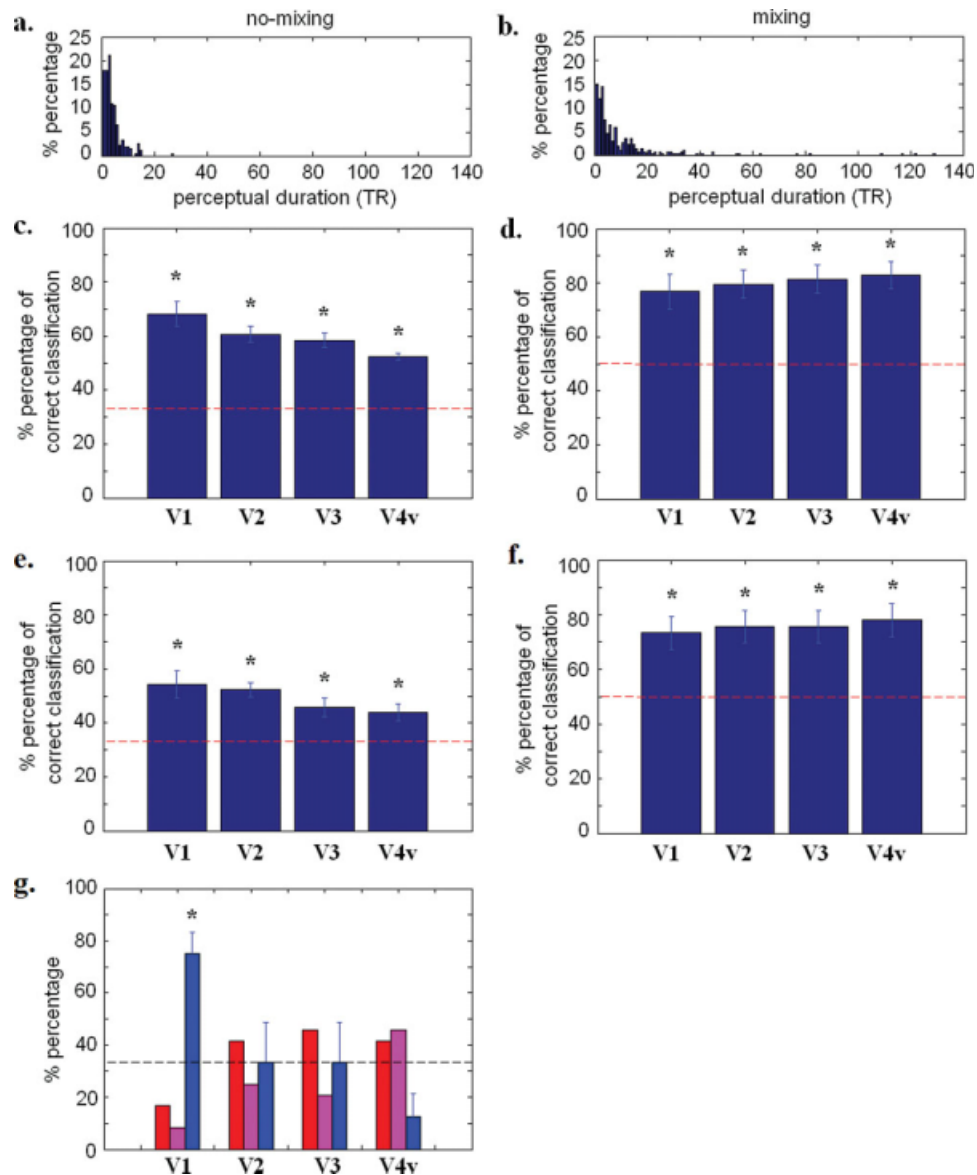 a.
no-mixing
25
20
15
10
5
0
% percentage
0 20 40 60 80 100 120 140
perceptual duration (TR)
b.
mixing
25
20
15
10
5
0
% percentage
0 20 40 60 80 100 120 140
perceptual duration (TR)
c.
100
80
60
40
20
0
% percentage of
correct classification
* * * *
V1 V2 V3 V4v
d.
100
80
60
40
20
0
% percentage of
correct classification
* * * *
V1 V2 V3 V4v
e.
100
80
60
40
20
0
% percentage of
correct classification
* * * *
V1 V2 V3 V4v
f.
100
80
60
40
20
0
% percentage of
correct classification
* * * *
V1 V2 V3 V4v
g.
100
80
60
40
20
0
% percentage
*
V1 V2 V3 V4v